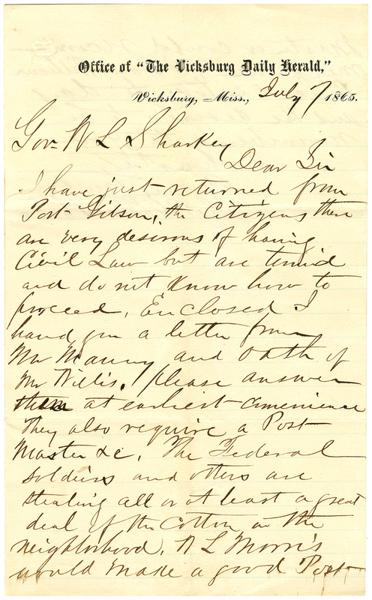 Office of "The Vicksburg Daily Herald,"
Vicksburg, Miss., July 7 1865.
Gov. W L Sharkey
Dear Sir
I have just returned from
Port Gibson, the Citizens there
are very desirous of having
Civil Law but are timid
and do not know how to
proceed. Enclosed I
hand you a letter from
Mr Maury and Oath of
Mr Willis. Please answer
them at earliest convenience
They also require a Post
Master &c. The Federal
soldiers and others are
stealing all or at least a great
deal of the Cotton in the
neighborhood. A L Morris
would make a good Post